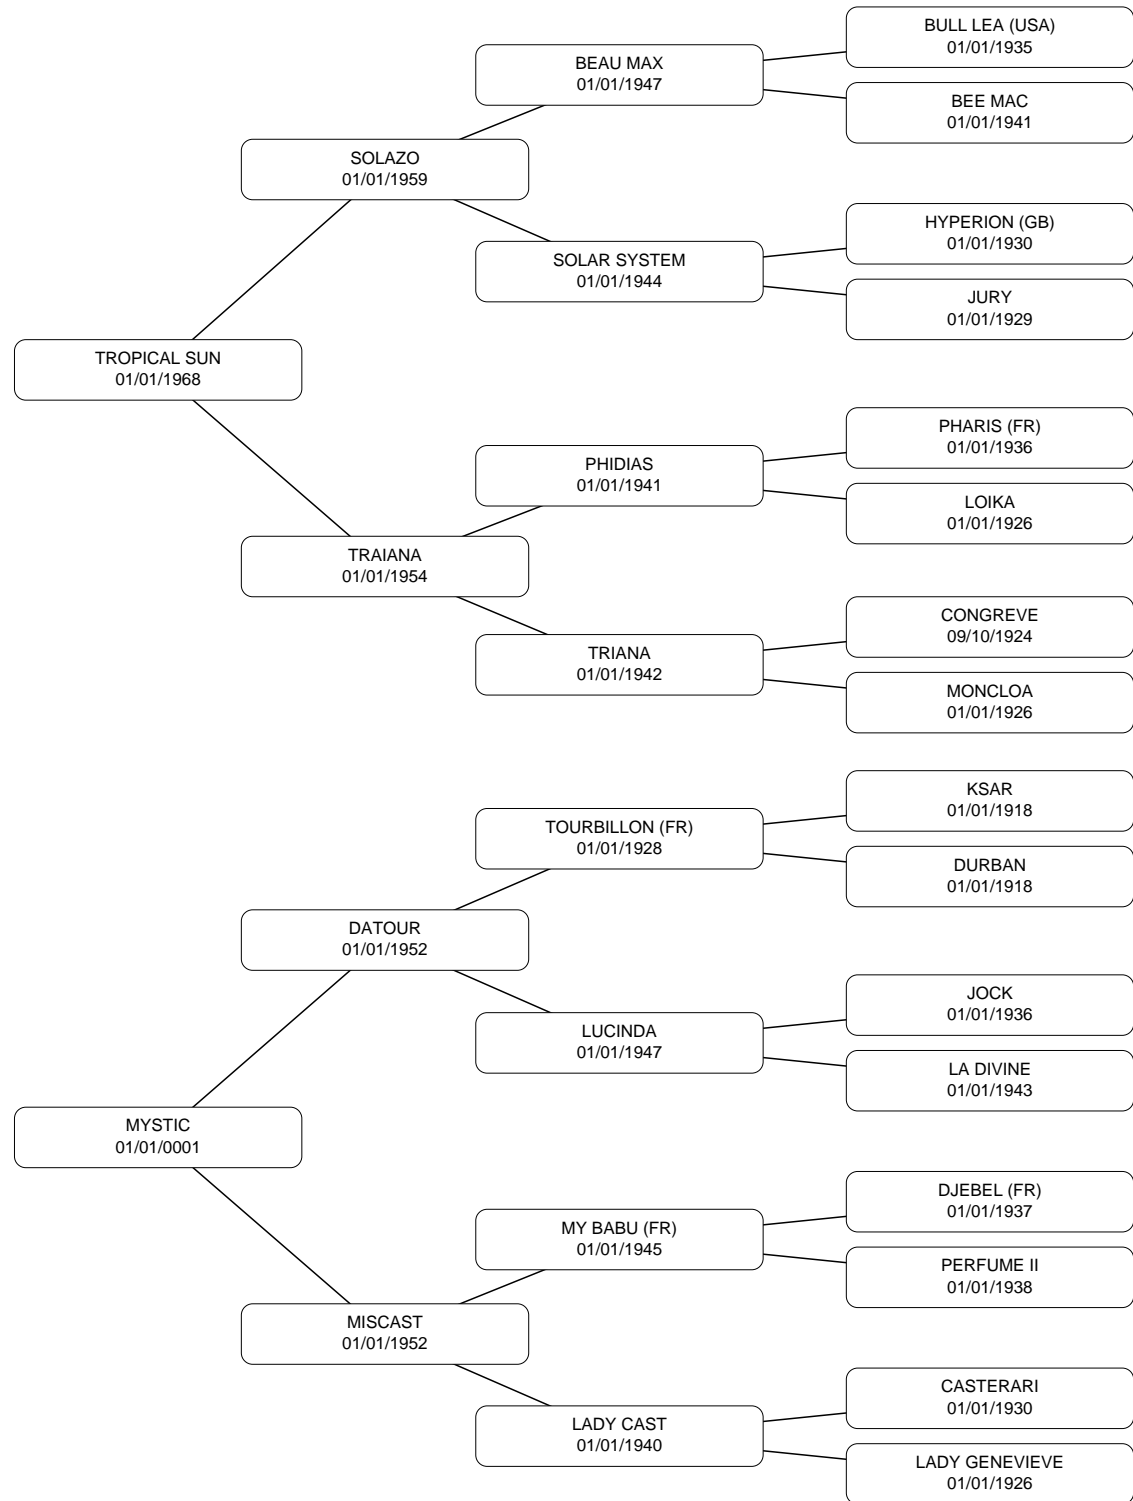 BULL LEA (USA)
01/01/1935
BEAU MAX
01/01/1947
BEE MAC
01/01/1941
SOLAZO
01/01/1959
HYPERION (GB)
01/01/1930
SOLAR SYSTEM
01/01/1944
JURY
01/01/1929
TROPICAL SUN
01/01/1968
PHARIS (FR)
01/01/1936
PHIDIAS
01/01/1941
LOIKA
01/01/1926
TRAIANA
01/01/1954
CONGREVE
09/10/1924
TRIANA
01/01/1942
MONCLOA
01/01/1926
KSAR
01/01/1918
TOURBILLON (FR)
01/01/1928
DURBAN
01/01/1918
DATOUR
01/01/1952
JOCK
01/01/1936
LUCINDA
01/01/1947
LA DIVINE
01/01/1943
MYSTIC
01/01/0001
DJEBEL (FR)
01/01/1937
MY BABU (FR)
01/01/1945
PERFUME II
01/01/1938
MISCAST
01/01/1952
CASTERARI
01/01/1930
LADY CAST
01/01/1940
LADY GENEVIEVE
01/01/1926